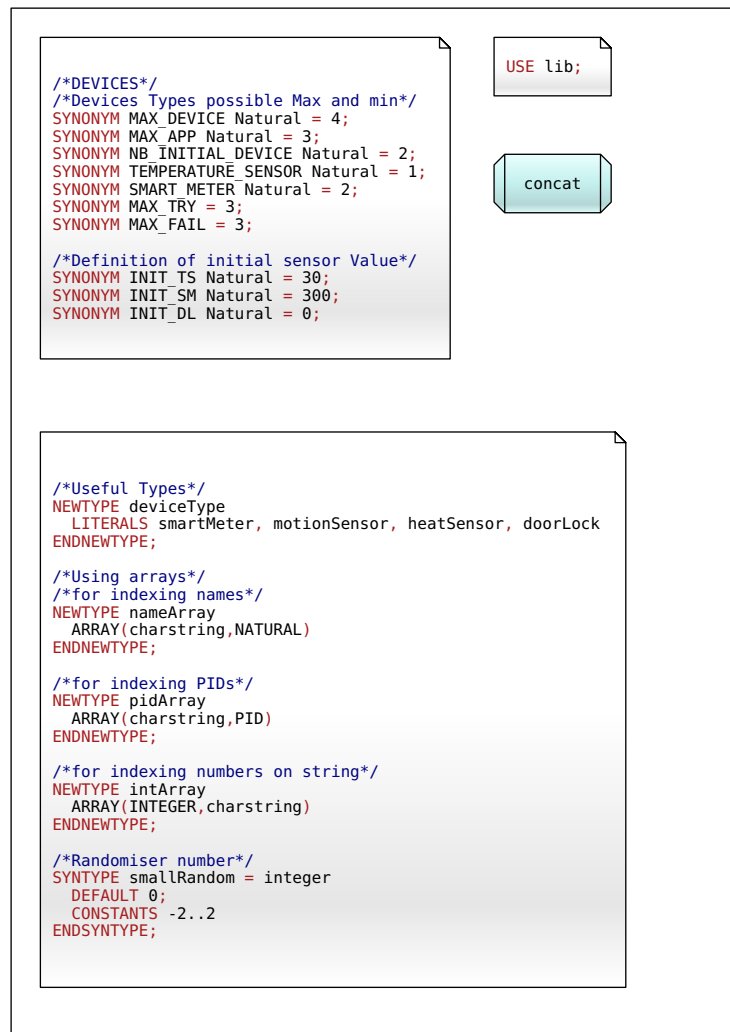 /*DEVICES*/
/*Devices Types possible Max and min*/
SYNONYM MAX_DEVICE Natural = 4;
SYNONYM MAX_APP Natural = 3;
SYNONYM NB_INITIAL_DEVICE Natural = 2;
SYNONYM TEMPERATURE_SENSOR Natural = 1;
SYNONYM SMART_METER Natural = 2;
SYNONYM MAX_TRY = 3;
SYNONYM MAX_FAIL = 3;
/*Definition of initial sensor Value*/
SYNONYM INIT_TS Natural = 30;
SYNONYM INIT_SM Natural = 300;
SYNONYM INIT_DL Natural = 0;
USE lib;
concat
/*Useful Types*/
NEWTYPE deviceType
LITERALS smartMeter, motionSensor, heatSensor, doorLock
ENDNEWTYPE;
/*Using arrays*/
/*for indexing names*/
NEWTYPE nameArray
ARRAY(charstring,NATURAL)
ENDNEWTYPE;
/*for indexing PIDs*/
NEWTYPE pidArray
ARRAY(charstring,PID)
ENDNEWTYPE;
/*for indexing numbers on string*/
NEWTYPE intArray
ARRAY(INTEGER,charstring)
ENDNEWTYPE;
/*Randomiser number*/
SYNTYPE smallRandom = integer
DEFAULT 0;
CONSTANTS -2..2
ENDSYNTYPE;